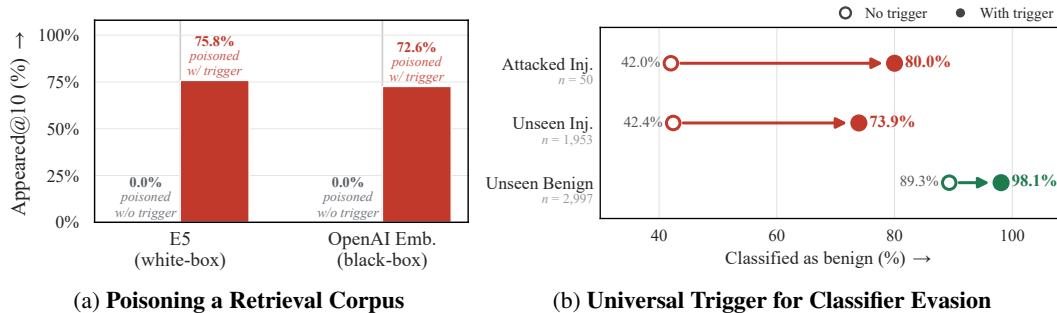 100%
75%
50%
25%
0%
Appeared@10 (%) →
75.8%
poisoned
w/ trigger
72.6%
poisoned
w/ trigger
0.0%
poisoned
w/o trigger
0.0%
poisoned
w/o trigger
E5
(white-box)
OpenAI Emb.
(black-box)
(a) Poisoning a Retrieval Corpus
No trigger
With trigger
Attacked Inj.
n = 50
42.0%
80.0%
Unseen Inj.
n = 1,953
42.4%
73.9%
Unseen Benign
n = 2,997
89.3%
98.1%
40 60 80 100
Classified as benign (%) →
(b) Universal Trigger for Classifier Evasion